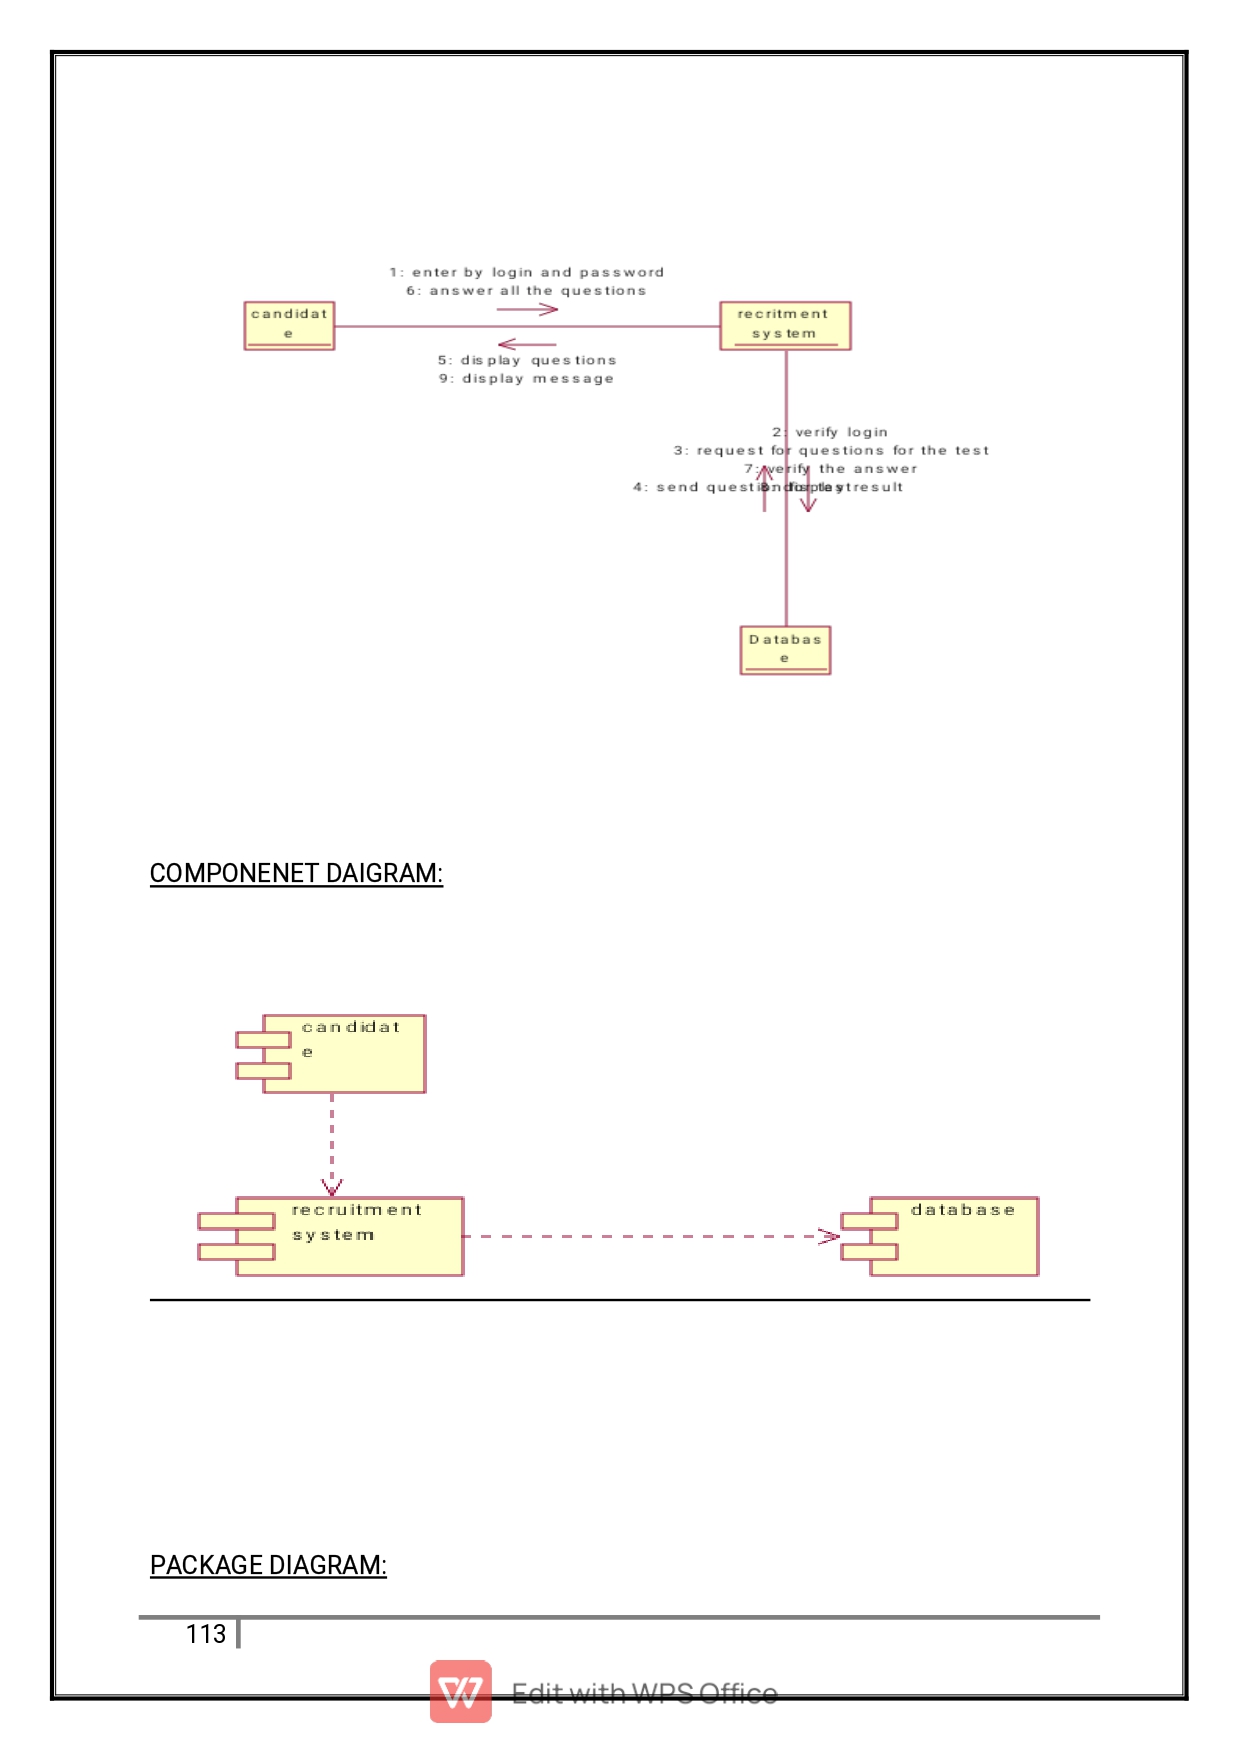 1: enter by login and password
6: answer all the questions
candidat
e
recritment
system
5: display questions
9: display message
2: verify login
3: request for questions for the test
7: verify the answer
4: send question for test
8: display result
Databas
e
COMPONENET DAIGRAM:
candidat
e
recruitment
system
database
PACKAGE DIAGRAM:
113
Edit with WPS Office